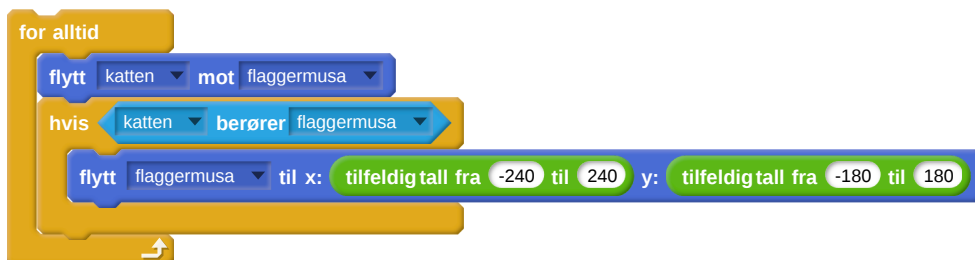 for alltid
flytt katten mot flaggermusa
hvis katten berører flaggermusa
flytt flaggermusa til x: tilfeldig tall fra -240 til 240 y: tilfeldig tall fra -180 til 180